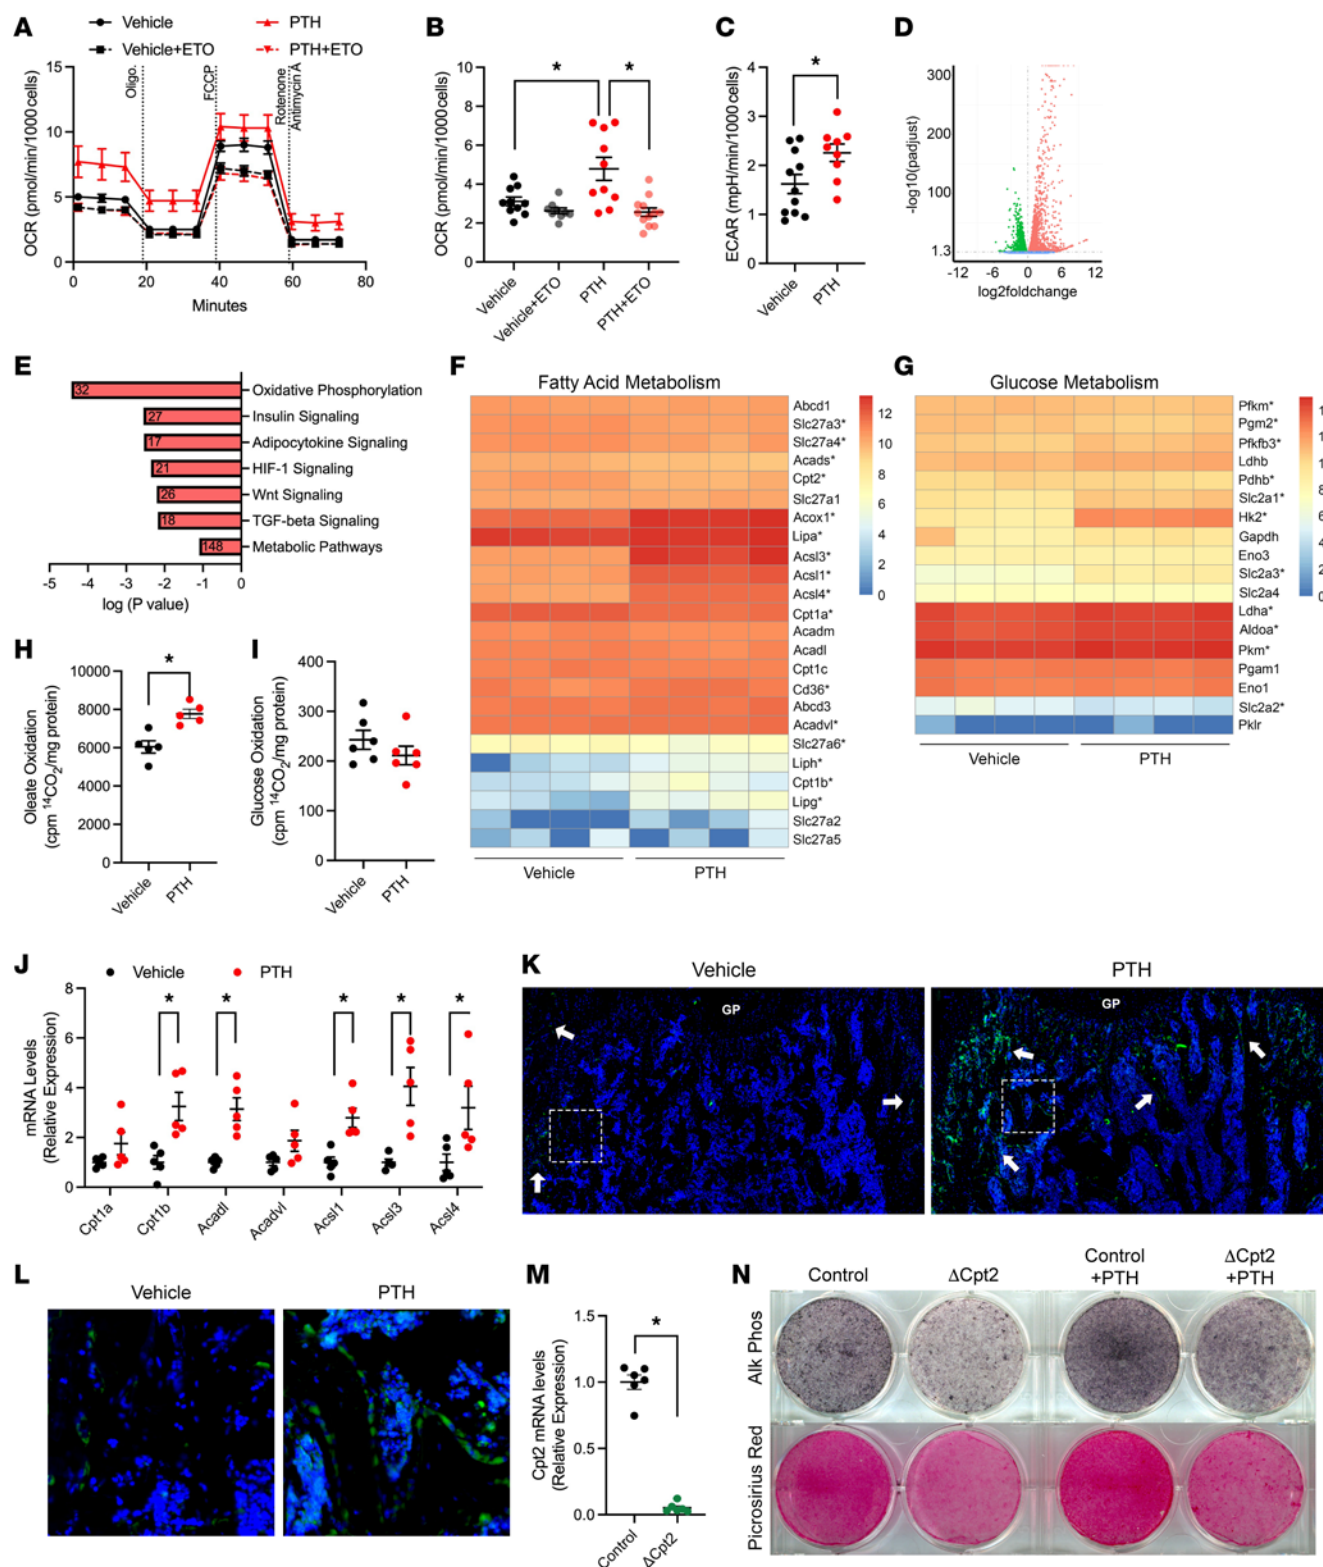 A
Vehicle
PTH
Vehicle+ETO
PTH+ETO
Oligo.
FCCP
Rotenone
Antimycin A
OCR (pmol/min/1000cells)
15
10
5
0
0 20 40 60 80
Minutes
B
OCR (pmol/min/1000cells)
10
8
6
4
2
0
*
*
Vehicle
Vehicle+ETO
PTH
PTH+ETO
C
ECAR (mpH/min/1000cells)
4
3
2
1
0
*
Vehicle
PTH
D
-log10(padjust)
300
200
100
1.3
-12 -6 0 6 12
log2foldchange
E
32 Oxidative Phosphorylation
27 Insulin Signaling
17 Adipocytokine Signaling
21 HIF-1 Signaling
26 Wnt Signaling
18 TGF-beta Signaling
148 Metabolic Pathways
-5 -4 -3 -2 -1 0
log (P value)
F
Fatty Acid Metabolism
Abcd1
Slc27a3*
Slc27a4*
Acads*
Cpt2*
Slc27a1
Acox1*
Lipa*
Acsl3*
Acsl1*
Acsl4*
Cpt1a*
Acadm
Acadl
Cpt1c
Cd36*
Abcd3
Acadvl*
Slc27a6*
Liph*
Cpt1b*
Lipg*
Slc27a2
Slc27a5
Vehicle
PTH
12
10
8
6
4
2
0
G
Glucose Metabolism
Pfkm*
Pgm2*
Pfkfb3*
Ldhb
Pdhb*
Slc2a1*
Hk2*
Gapdh
Eno3
Slc2a3*
Slc2a4
Ldha*
Aldoa*
Pkm*
Pgam1
Eno1
Slc2a2*
Pklr
Vehicle
PTH
H
Oleate Oxidation
(cpm ¹⁴CO₂/mg protein)
10000
8000
6000
4000
2000
0
*
Vehicle
PTH
I
Glucose Oxidation
(cpm ¹⁴CO₂/mg protein)
400
300
200
100
0
Vehicle
PTH
J
Vehicle
PTH
mRNA Levels
(Relative Expression)
8
6
4
2
0
*
*
*
*
*
Cpt1a
Cpt1b
Acadl
Acadvl
Acsl1
Acsl3
Acsl4
K
Vehicle
PTH
GP
GP
L
Vehicle
PTH
M
Cpt2 mRNA levels
(Relative Expression)
1.5
1.0
0.5
0.0
*
Control
ΔCpt2
N
Control
ΔCpt2
Control
+PTH
ΔCpt2
+PTH
Alk Phos
Picrosirius Red